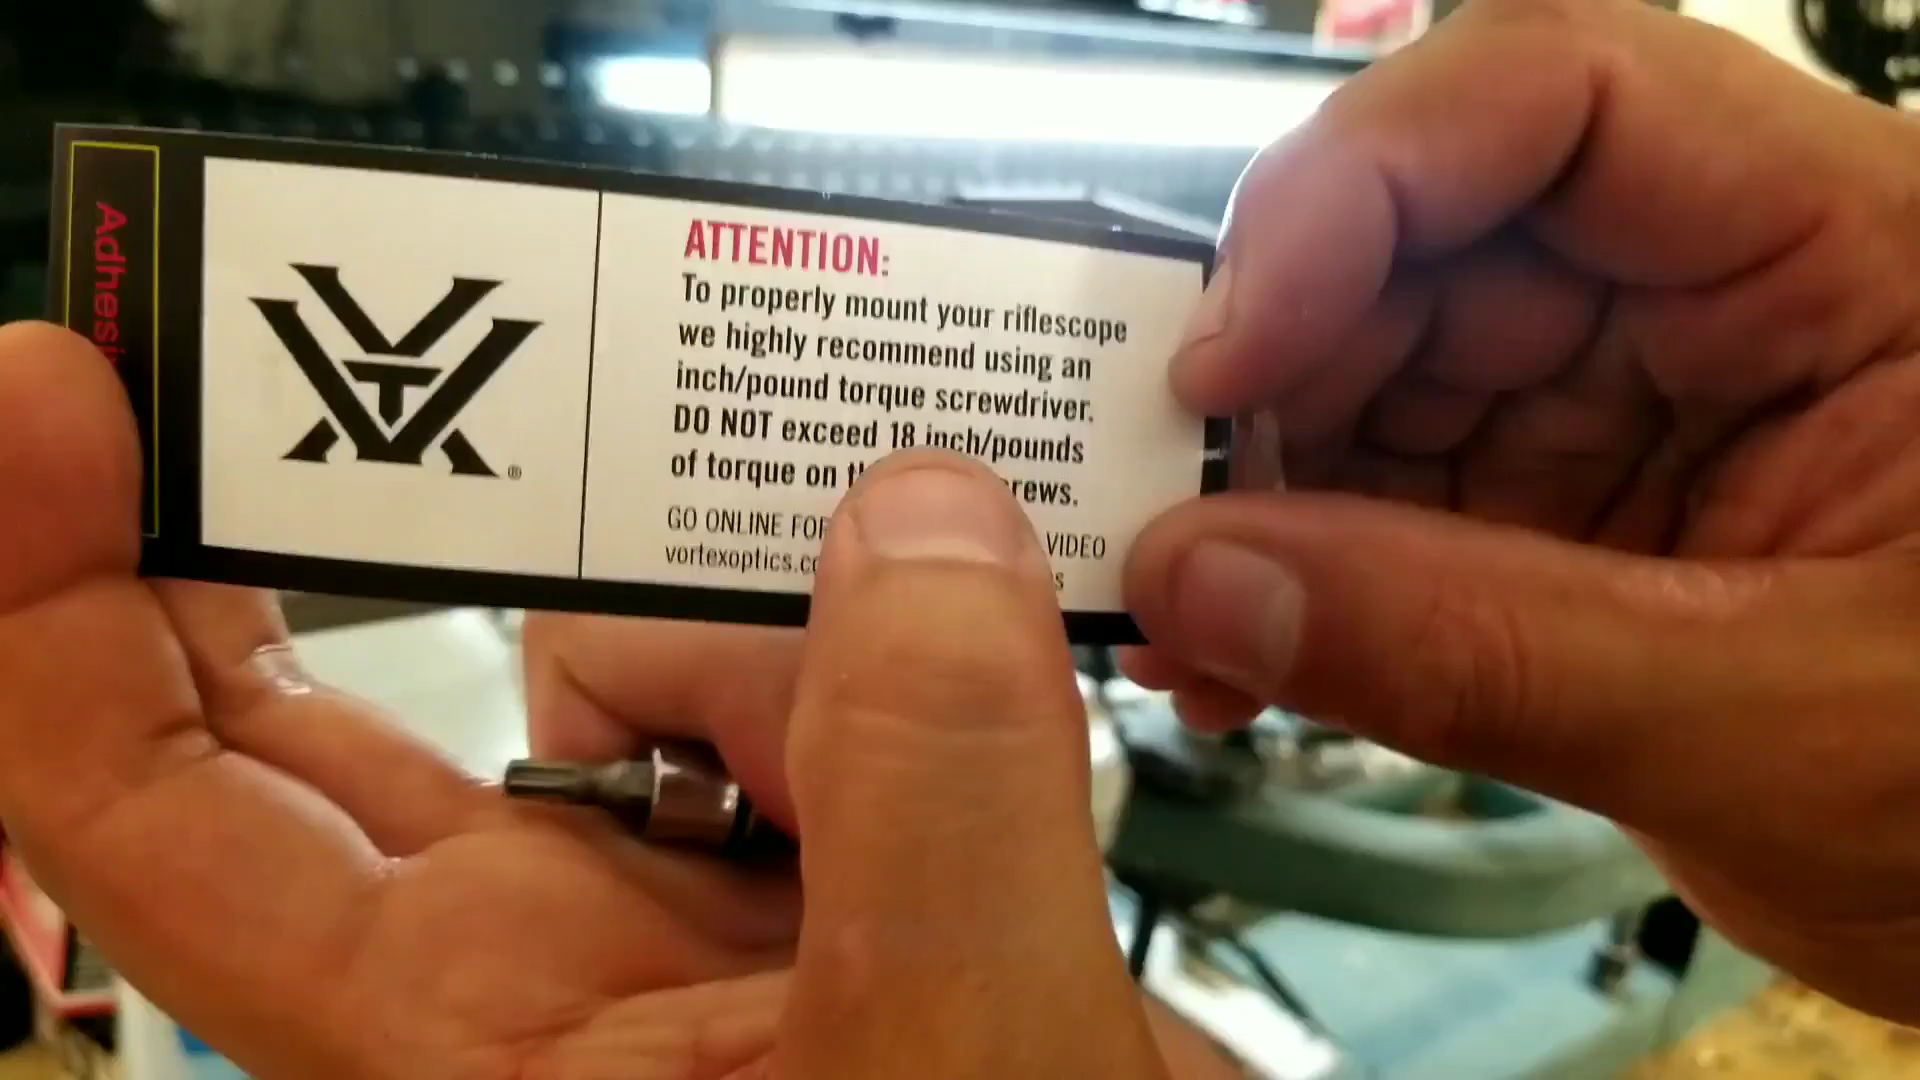 Adhesi
ATTENTION:
To properly mount your riflescope
we highly recommend using an
inch/pound torque screwdriver.
DO NOT exceed 18 inch/pounds
of torque on rews.
GO ONLINE FOR VIDEO
vortexoptics.co s
®